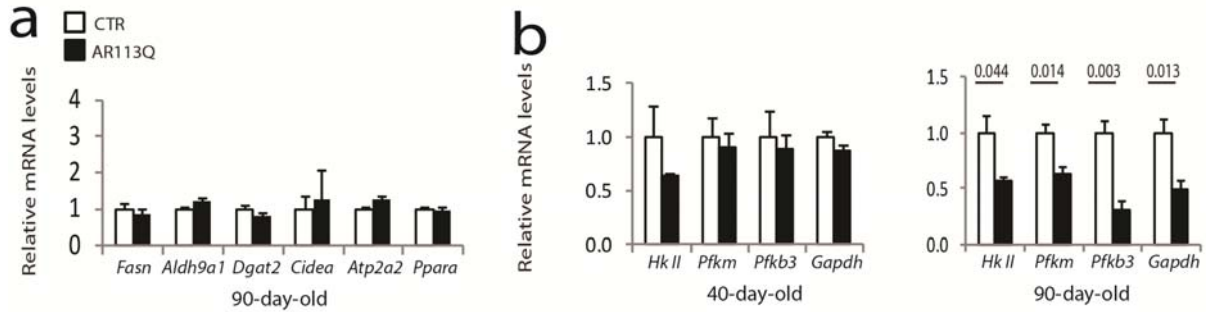 a
CTR
AR113Q
Relative mRNA levels
4
3
2
1
0
Fasn Aldh9a1 Dgat2 Cidea Atp2a2 Ppara
90-day-old
b
Relative mRNA levels
1.5
1.0
0.5
0.0
Hk II Pfkm Pfkb3 Gapdh
40-day-old
0.044 0.014 0.003 0.013
1.5
1.0
0.5
0.0
Hk II Pfkm Pfkb3 Gapdh
90-day-old